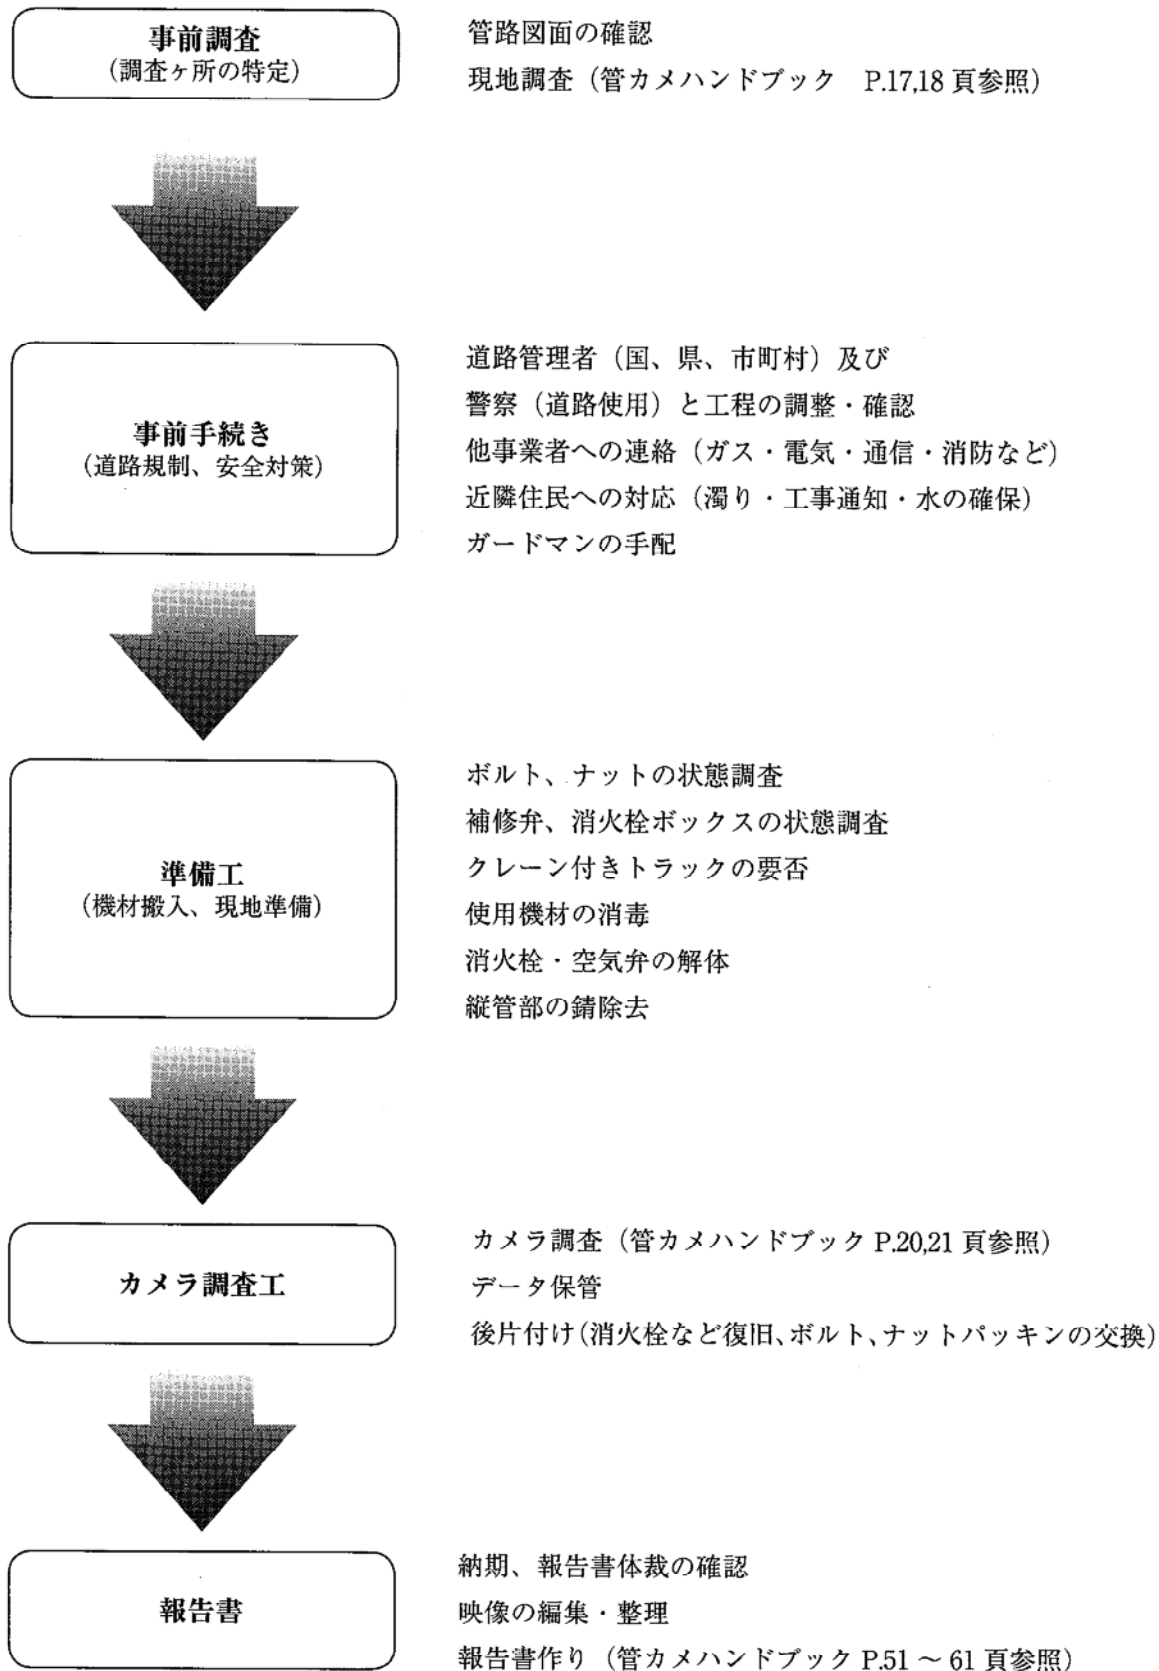 事前調査
(調査ヶ所の特定)
管路図面の確認
現地調査（管カメハンドブック　P.17,18 頁参照）
事前手続き
(道路規制、安全対策)
道路管理者（国、県、市町村）及び
警察（道路使用）と工程の調整・確認
他事業者への連絡（ガス・電気・通信・消防など）
近隣住民への対応（濁り・工事通知・水の確保）
ガードマンの手配
準備工
(機材搬入、現地準備)
ボルト、ナットの状態調査
補修弁、消火栓ボックスの状態調査
クレーン付きトラックの要否
使用機材の消毒
消火栓・空気弁の解体
縦管部の錆除去
カメラ調査工
カメラ調査（管カメハンドブック P.20,21 頁参照）
データ保管
後片付け(消火栓など復旧、ボルト、ナットパッキンの交換)
報告書
納期、報告書体裁の確認
映像の編集・整理
報告書作り（管カメハンドブック P.51 ～ 61 頁参照）